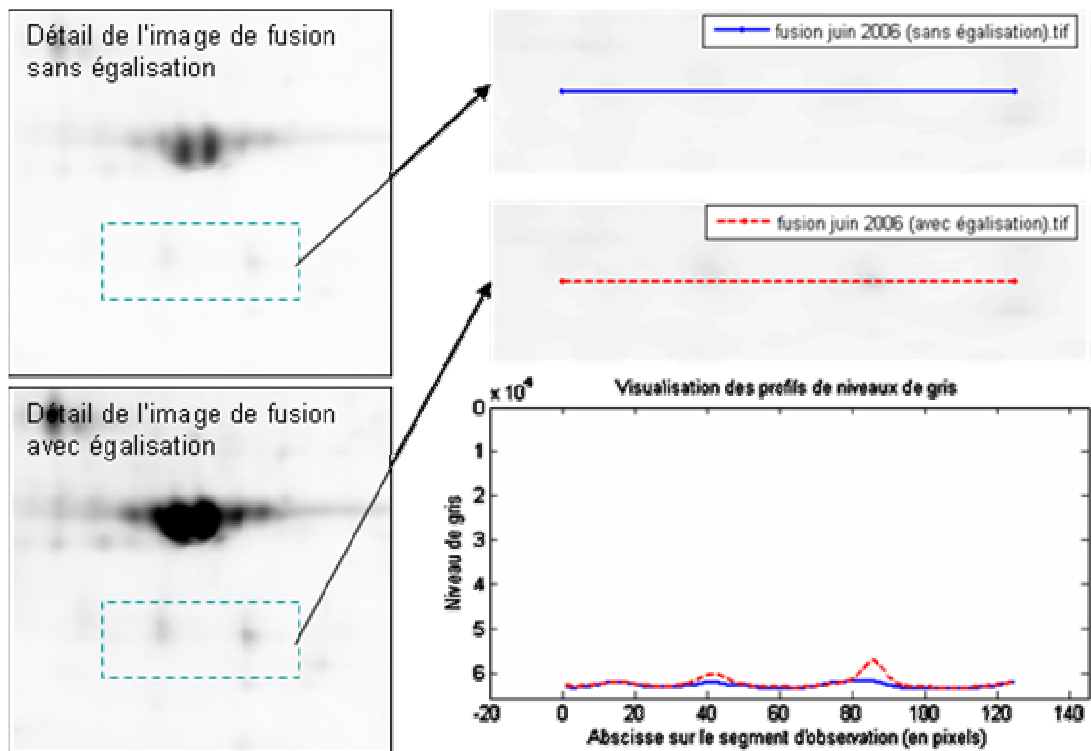 Détail de l'image de fusion
sans égalisation
fusion juin 2006 (sans égalisation).tif
fusion juin 2006 (avec égalisation).tif
Détail de l'image de fusion
avec égalisation
x 10⁴
Visualisation des profils de niveaux de gris
0
1
2
3
4
5
6
Niveau de gris
-20 0 20 40 60 80 100 120 140
Abscisse sur le segment d'observation (en pixels)